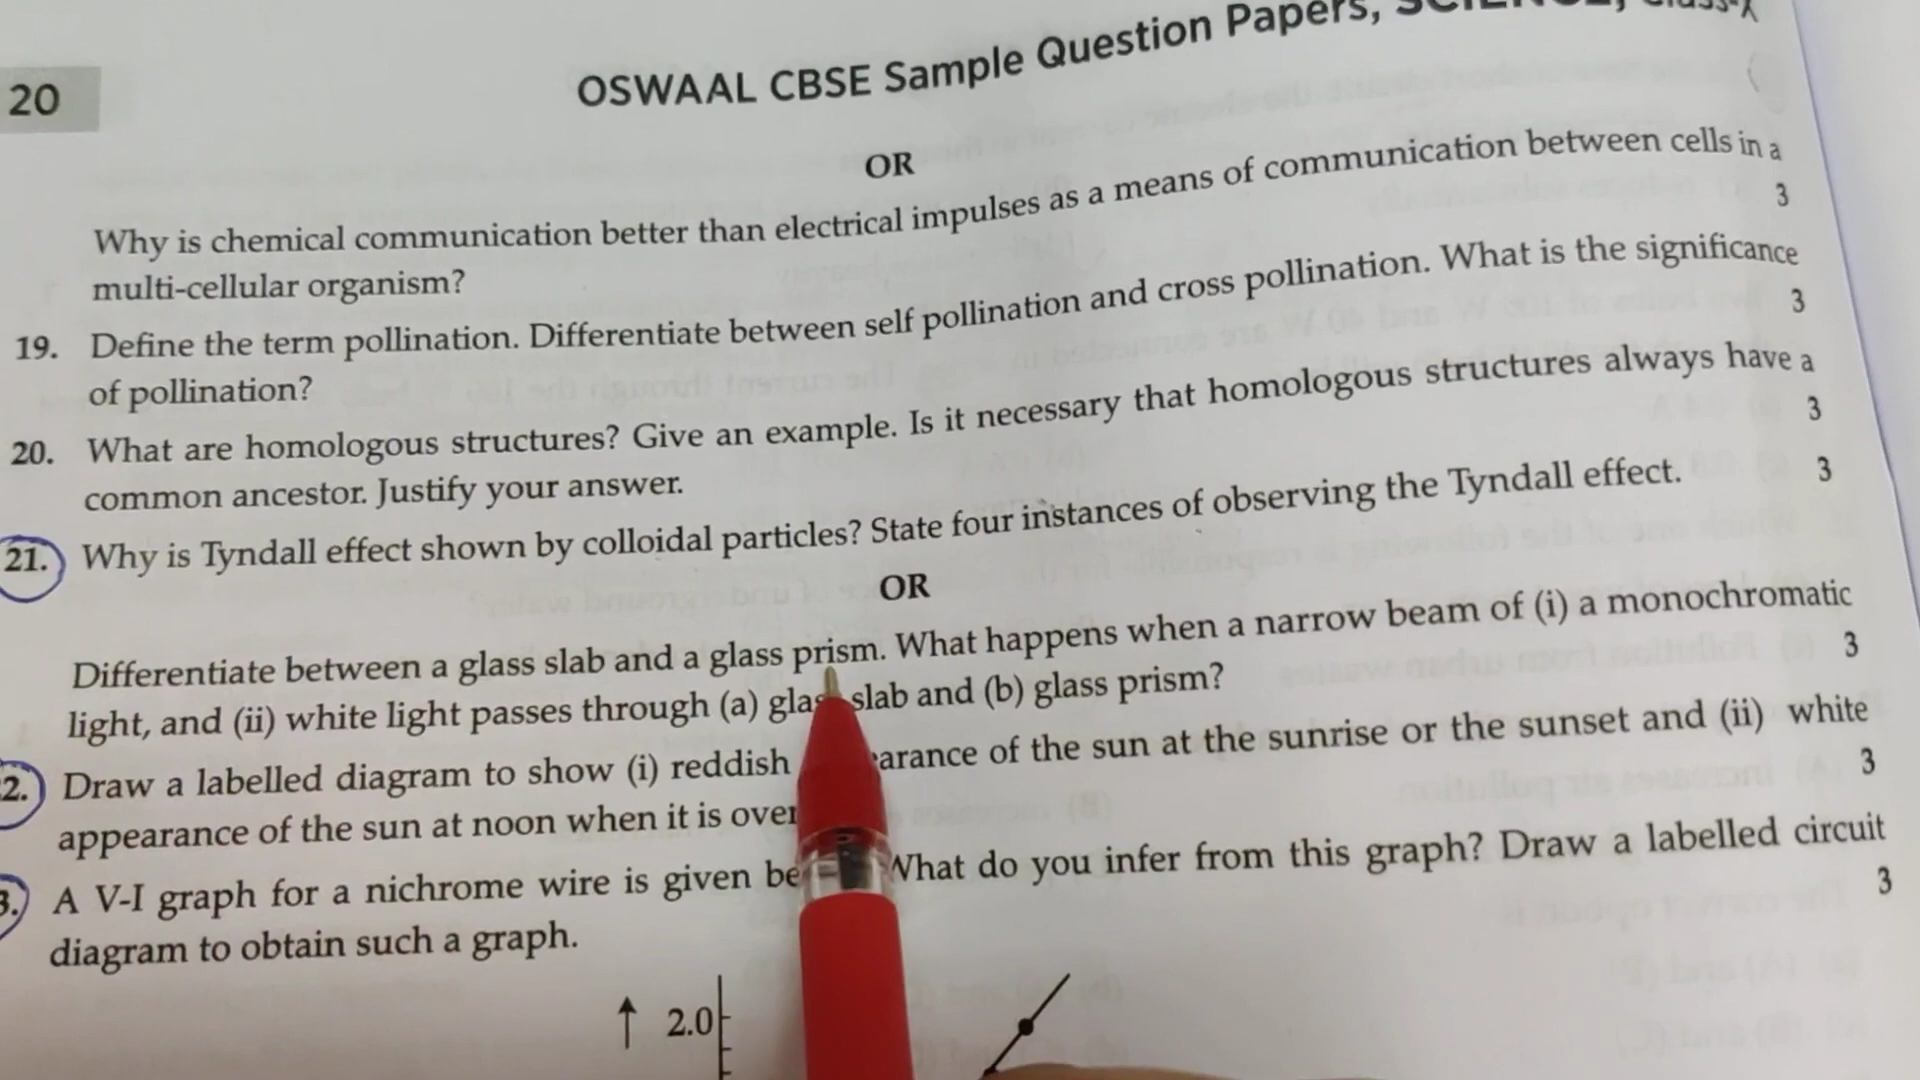 20
OSWAAL CBSE Sample Question Papers,
OR
Why is chemical communication better than electrical impulses as a means of communication between cells in a
3
multi-cellular organism?
19. Define the term pollination. Differentiate between self pollination and cross pollination. What is the significance
3
of pollination?
20. What are homologous structures? Give an example. Is it necessary that homologous structures always have a
3
common ancestor. Justify your answer.
21. Why is Tyndall effect shown by colloidal particles? State four instances of observing the Tyndall effect. 3
OR
Differentiate between a glass slab and a glass prism. What happens when a narrow beam of (i) a monochromatic
3
light, and (ii) white light passes through (a) slab and (b) glass prism?
2. Draw a labelled diagram to show (i) reddish arance of the sun at the sunrise or the sunset and (ii) white
3
appearance of the sun at noon when it is over
3. A V-I graph for a nichrome wire is given be What do you infer from this graph? Draw a labelled circuit
3
diagram to obtain such a graph.
2.0